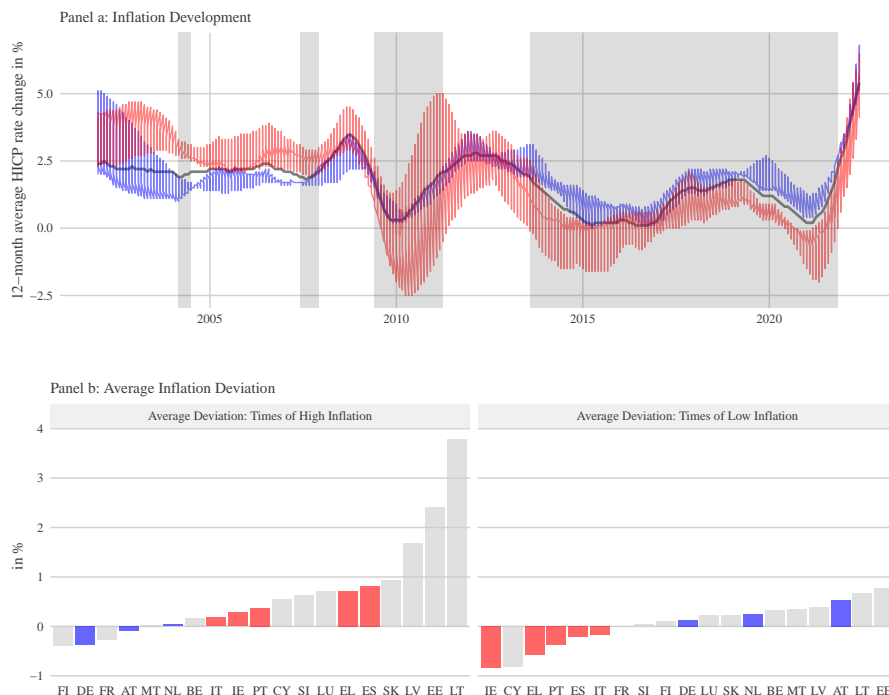 Panel a: Inflation Development
12−month average HICP rate change in %
5.0
2.5
0.0
−2.5
2005 2010 2015 2020
Panel b: Average Inflation Deviation
Average Deviation: Times of High Inflation Average Deviation: Times of Low Inflation
in %
4
3
2
1
0
−1
FI DE FR AT MT NL BE IT IE PT CY SI LU EL ES SK LV EE LT IE CY EL PT ES IT FR SI FI DE LU SK NL BE MT LV AT LT EE